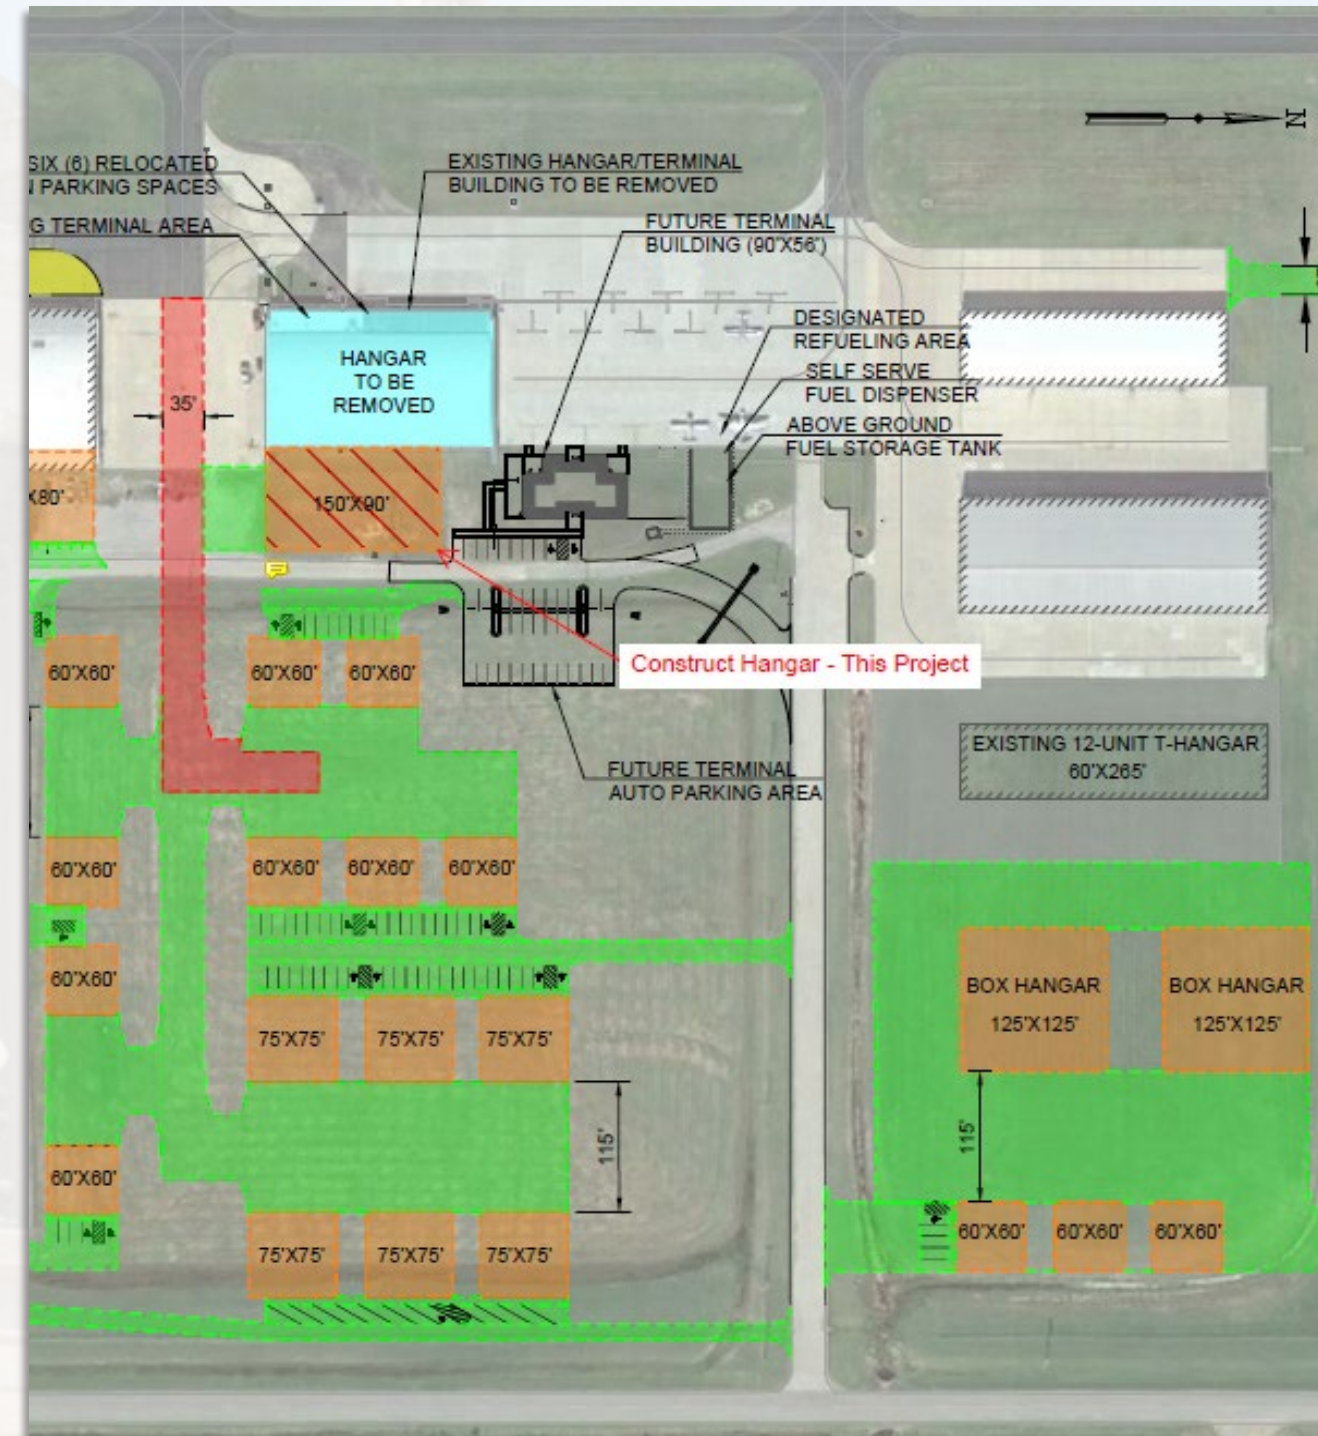 N
SIX (6) RELOCATED
PARKING SPACES
EXISTING HANGAR/TERMINAL
BUILDING TO BE REMOVED
G TERMINAL AREA
FUTURE TERMINAL
BUILDING (90'X56')
DESIGNATED
REFUELING AREA
SELF SERVE
FUEL DISPENSER
ABOVE GROUND
FUEL STORAGE TANK
HANGAR
TO BE
REMOVED
35'
X80'
150'X90'
Construct Hangar - This Project
60'X60'
60'X60'
60'X60'
EXISTING 12-UNIT T-HANGAR
60'X265'
FUTURE TERMINAL
AUTO PARKING AREA
60'X60'
60'X60'
60'X60'
60'X60'
60'X60'
BOX HANGAR
125'X125'
BOX HANGAR
125'X125'
75'X75'
75'X75'
75'X75'
115'
115'
60'X60'
60'X60'
60'X60'
60'X60'
75'X75'
75'X75'
75'X75'